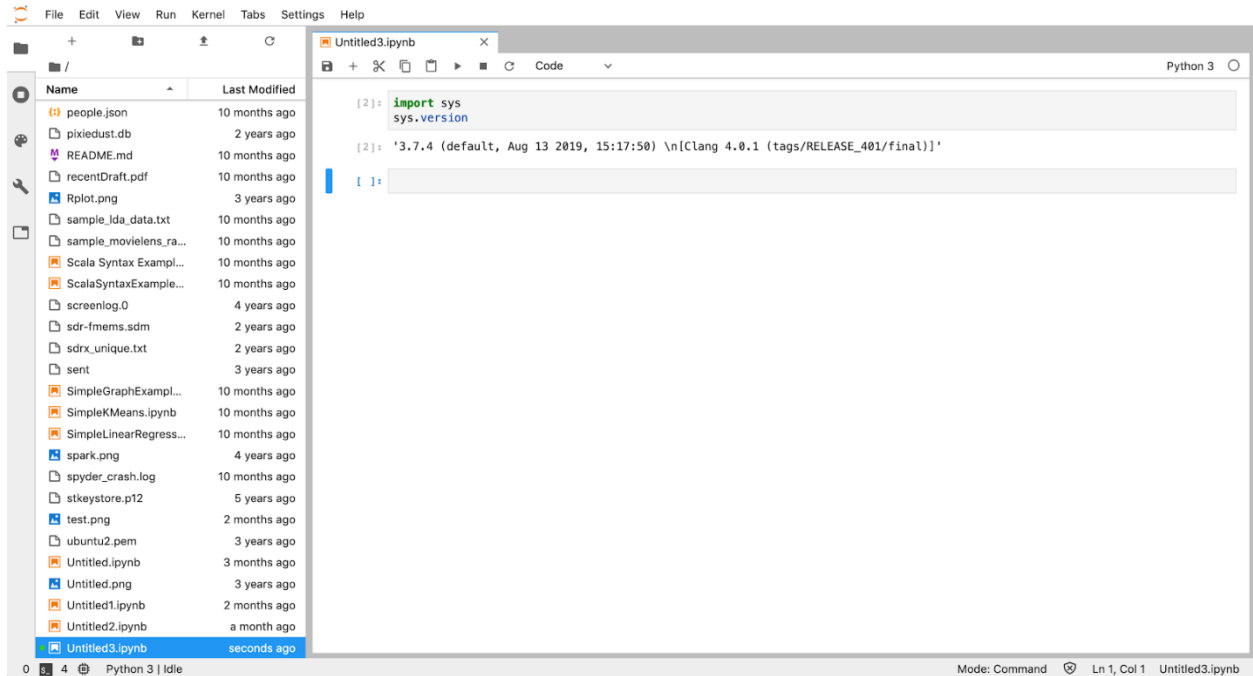 File Edit View Run Kernel Tabs Settings Help
Untitled3.ipynb
/
Code
Python 3
Name Last Modified
people.json 10 months ago
pixiedust.db 2 years ago
README.md 10 months ago
recentDraft.pdf 10 months ago
Rplot.png 3 years ago
sample_lda_data.txt 10 months ago
sample_movielens_ra... 10 months ago
Scala Syntax Exampl... 10 months ago
ScalaSyntaxExample... 10 months ago
screenlog.0 4 years ago
sdr-fmems.sdm 2 years ago
sdrx_unique.txt 2 years ago
sent 3 years ago
SimpleGraphExampl... 10 months ago
SimpleKMeans.ipynb 10 months ago
SimpleLinearRegress... 10 months ago
spark.png 4 years ago
spyder_crash.log 10 months ago
stkeystore.p12 5 years ago
test.png 2 months ago
ubuntu2.pem 3 years ago
Untitled.ipynb 3 months ago
Untitled.png 3 years ago
Untitled1.ipynb 2 months ago
Untitled2.ipynb a month ago
Untitled3.ipynb seconds ago
[2]: import sys
sys.version
[2]: '3.7.4 (default, Aug 13 2019, 15:17:50) \n[Clang 4.0.1 (tags/RELEASE_401/final)]'
[ ]:
0 s_ 4 Python 3 | Idle
Mode: Command Ln 1, Col 1 Untitled3.ipynb